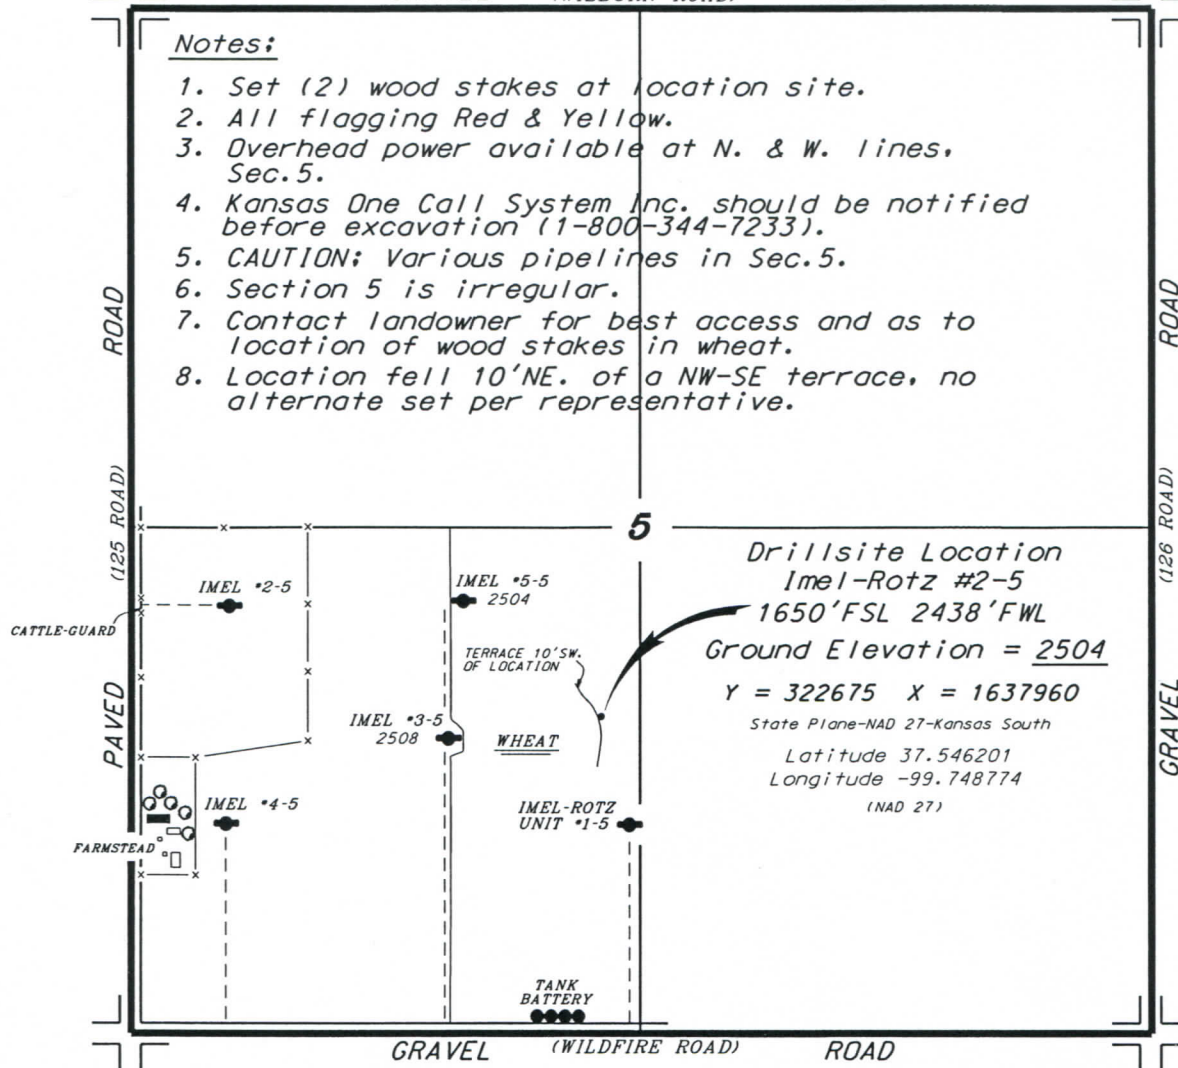 Notes:
1. Set (2) wood stakes at location site.
2. All flagging Red & Yellow.
3. Overhead power available at N. & W. lines,
Sec.5.
4. Kansas One Call System Inc. should be notified
before excavation (1-800-344-7233).
5. CAUTION: Various pipelines in Sec.5.
6. Section 5 is irregular.
7. Contact landowner for best access and as to
location of wood stakes in wheat.
8. Location fell 10'NE. of a NW-SE terrace, no
alternate set per representative.
ROAD
(125 ROAD)
PAVED
ROAD
(126 ROAD)
GRAVEL
5
Drillsite Location
Imel-Rotz #2-5
1650'FSL 2438'FWL
Ground Elevation = 2504
Y = 322675 X = 1637960
State Plane-NAD 27-Kansas South
Latitude 37.546201
Longitude -99.748774
(NAD 27)
IMEL #2-5
IMEL #5-5
2504
CATTLE-GUARD
TERRACE 10'SW.
OF LOCATION
IMEL #3-5
2508
WHEAT
IMEL #4-5
IMEL-ROTZ
UNIT #1-5
FARMSTEAD
TANK
BATTERY
GRAVEL (WILDFIRE ROAD) ROAD